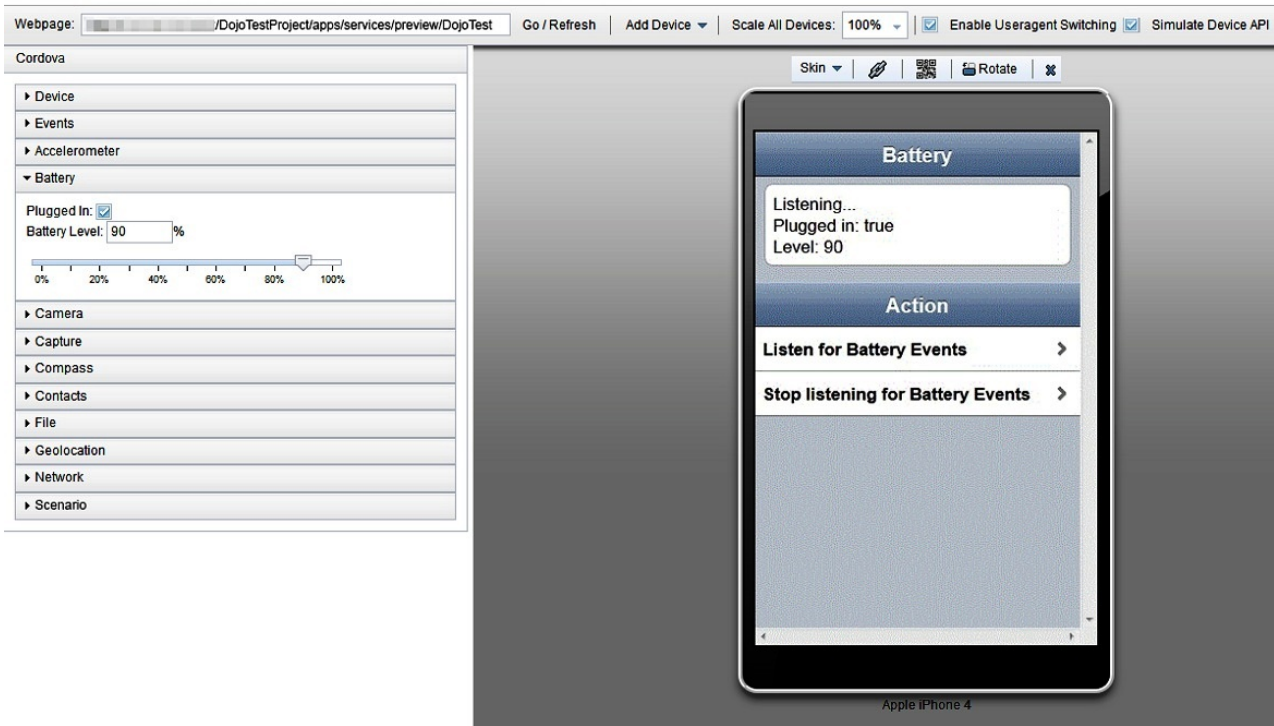 Webpage: /DojoTestProject/apps/services/preview/DojoTest Go / Refresh Add Device Scale All Devices: 100% Enable Useragent Switching Simulate Device API
Cordova
Device
Events
Accelerometer
Battery
Plugged In:
Battery Level: 90 %
0% 20% 40% 60% 80% 100%
Camera
Capture
Compass
Contacts
File
Geolocation
Network
Scenario
Skin Rotate
Battery
Listening...
Plugged in: true
Level: 90
Action
Listen for Battery Events
Stop listening for Battery Events
Apple iPhone 4